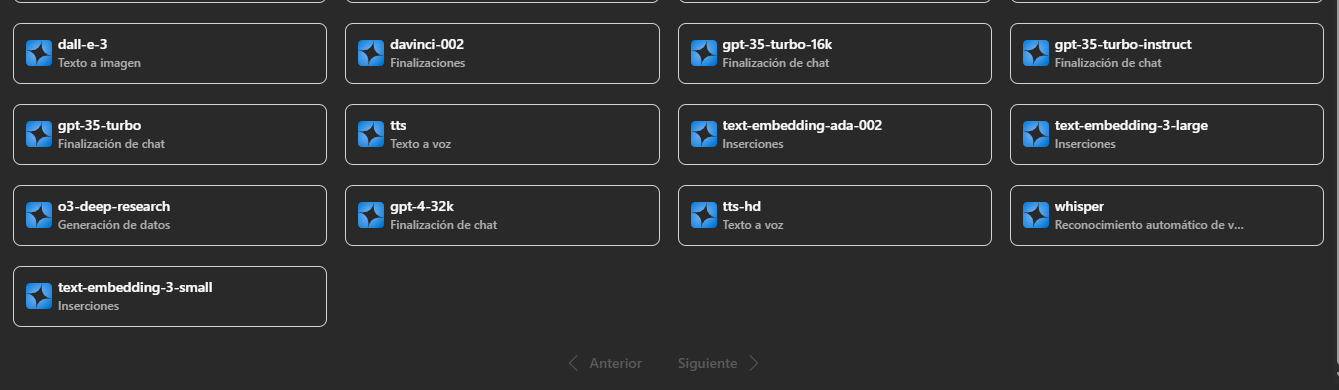 dall-e-3
Texto a imagen
davinci-002
Finalizaciones
gpt-35-turbo-16k
Finalización de chat
gpt-35-turbo-instruct
Finalización de chat
gpt-35-turbo
Finalización de chat
tts
Texto a voz
text-embedding-ada-002
Inserciones
text-embedding-3-large
Inserciones
o3-deep-research
Generación de datos
gpt-4-32k
Finalización de chat
tts-hd
Texto a voz
whisper
Reconocimiento automático de v...
text-embedding-3-small
Inserciones
Anterior
Siguiente